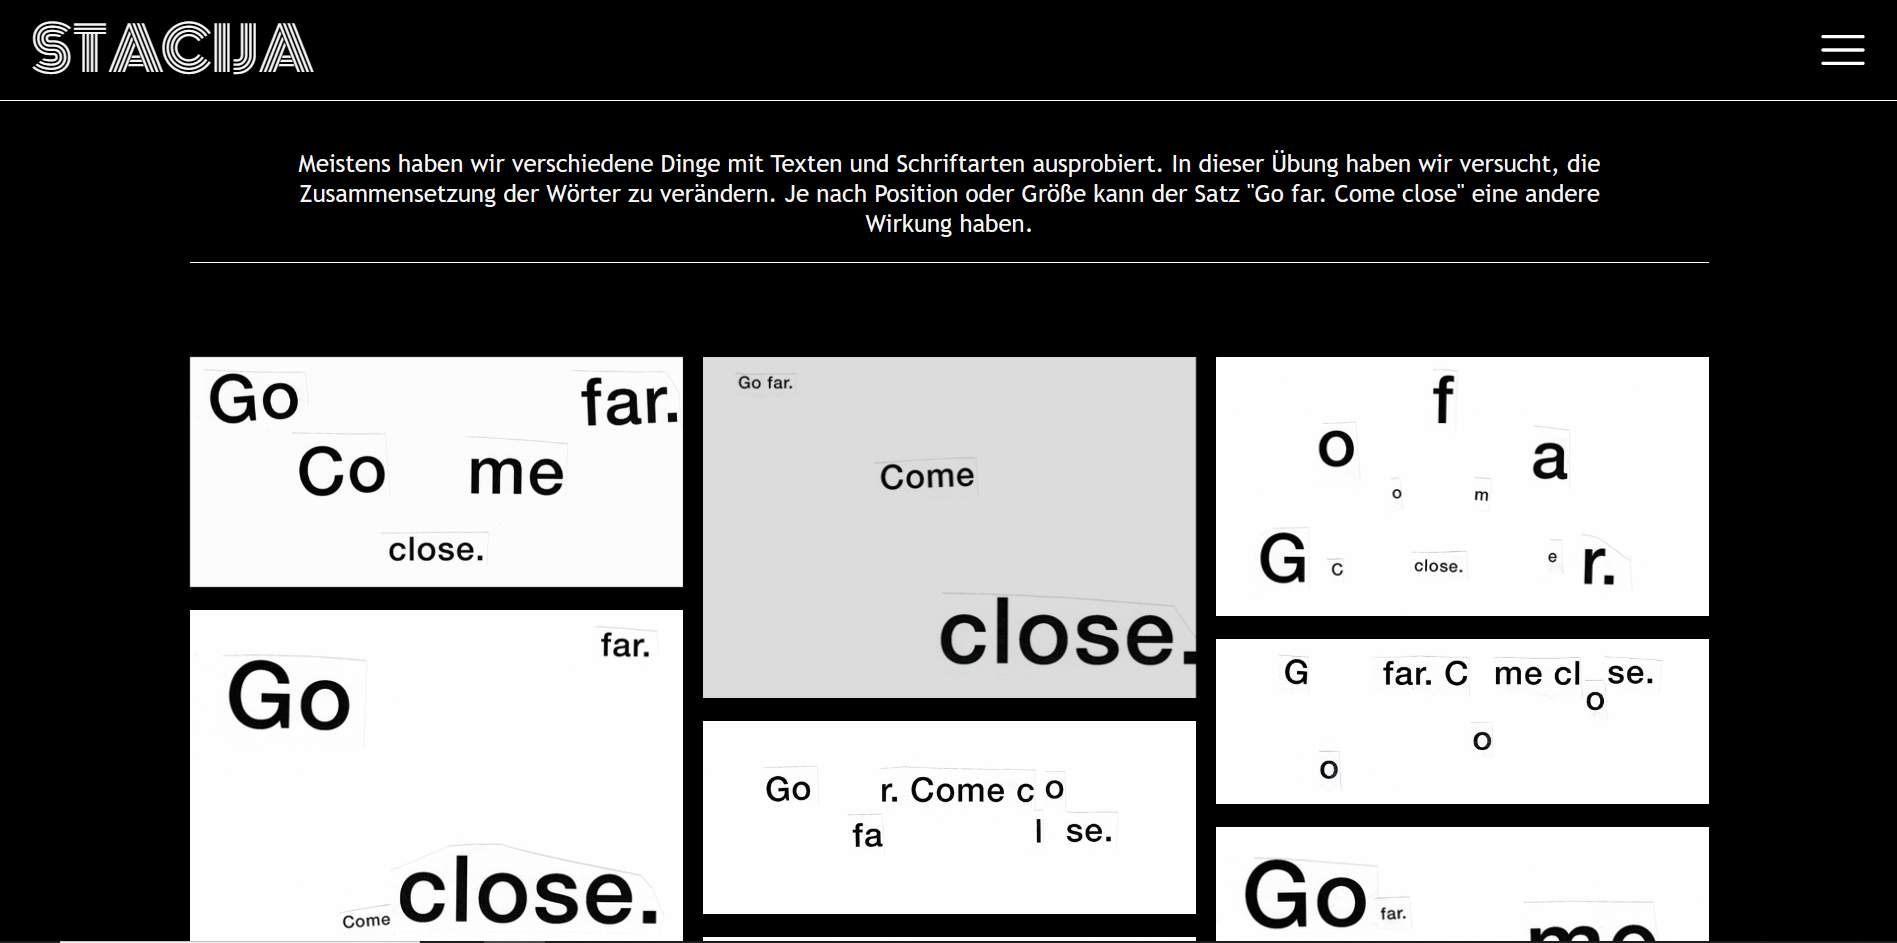 STACIJA
Meistens haben wir verschiedene Dinge mit Texten und Schriftarten ausprobiert. In dieser Übung haben wir versucht, die
Zusammensetzung der Wörter zu verändern. Je nach Position oder Größe kann der Satz "Go far. Come close" eine andere
Wirkung haben.
Go far.
Co me
close.
Go far.
Come close.
Go far.
Come
close.
Go r. Come c o
fa l se.
f
o a
o m
G c close. e r.
G far. C me cl se.
o
o
o
Go far.
me